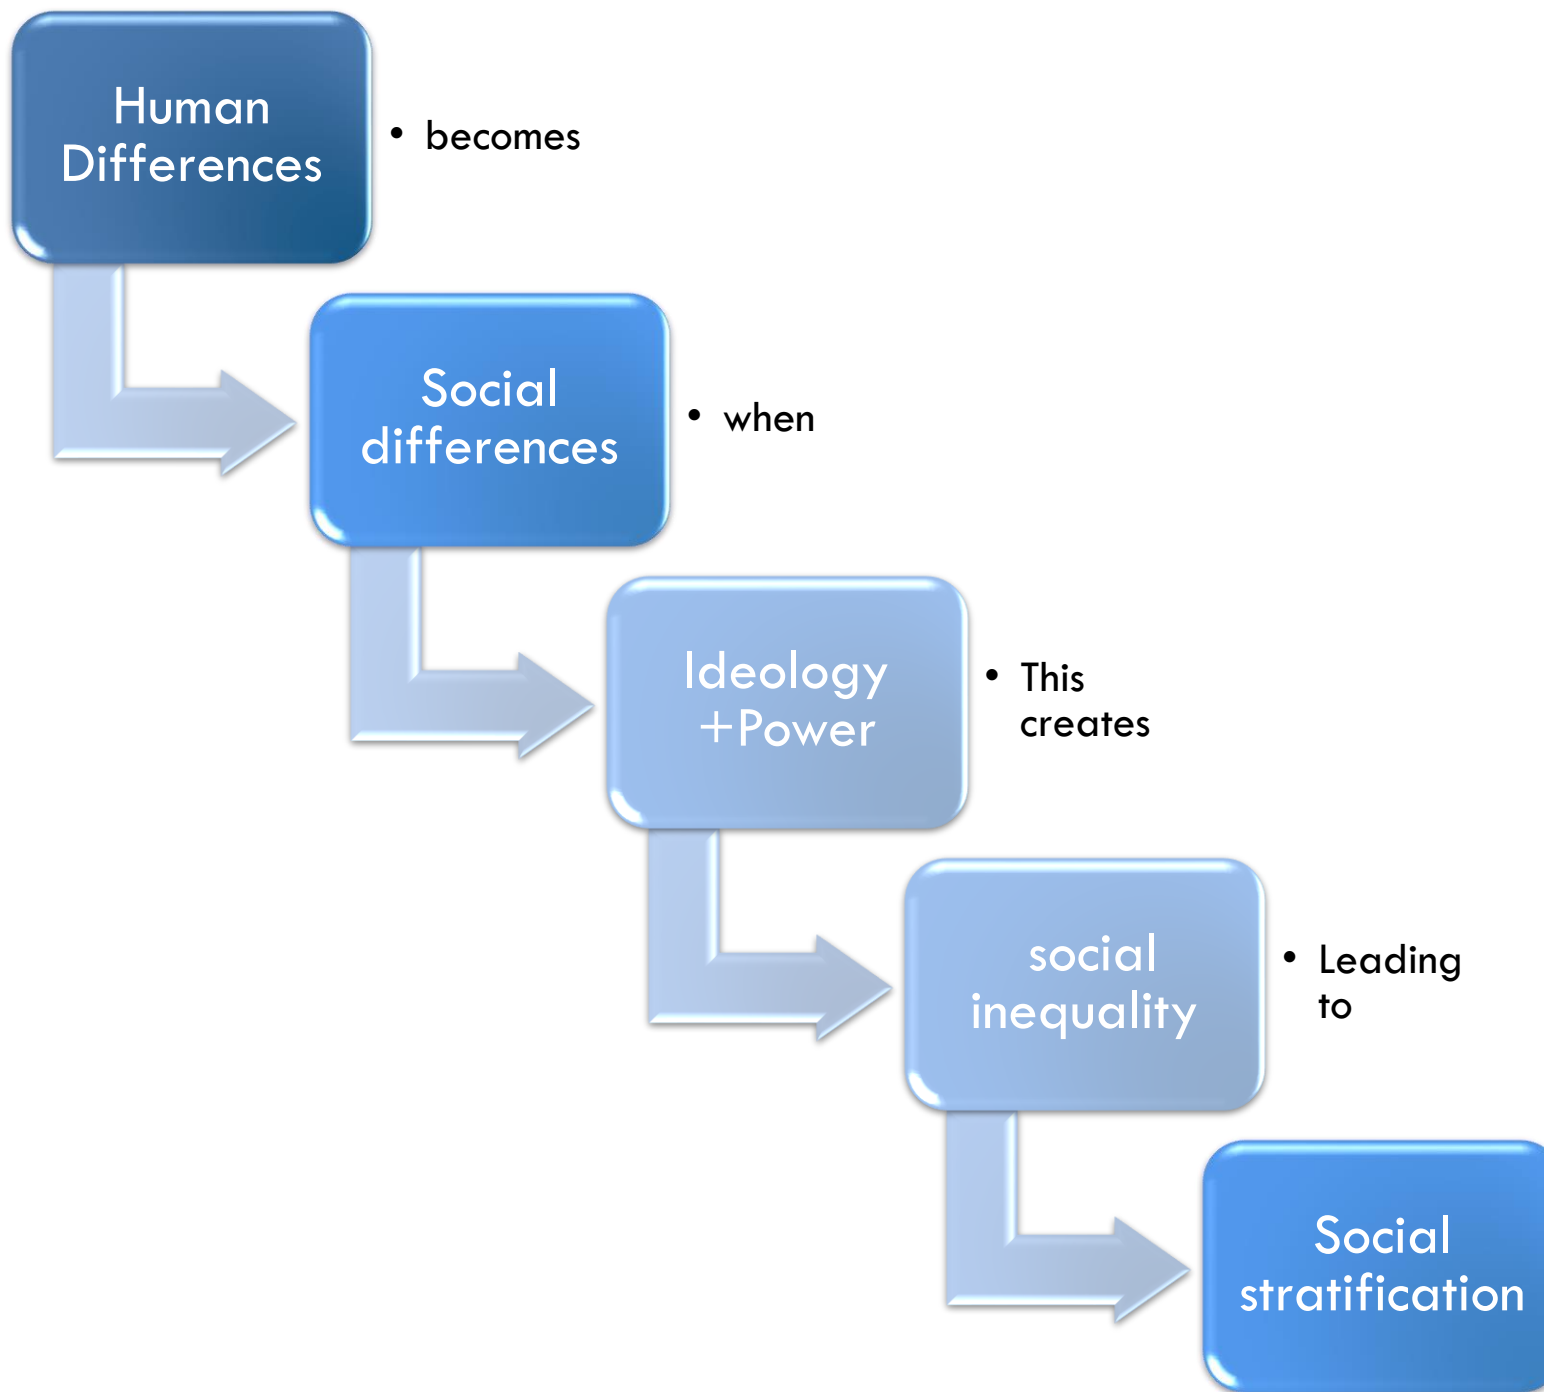 Human
Differences
• becomes
Social
differences
• when
Ideology
+Power
• This
creates
social
inequality
• Leading
to
Social
stratification